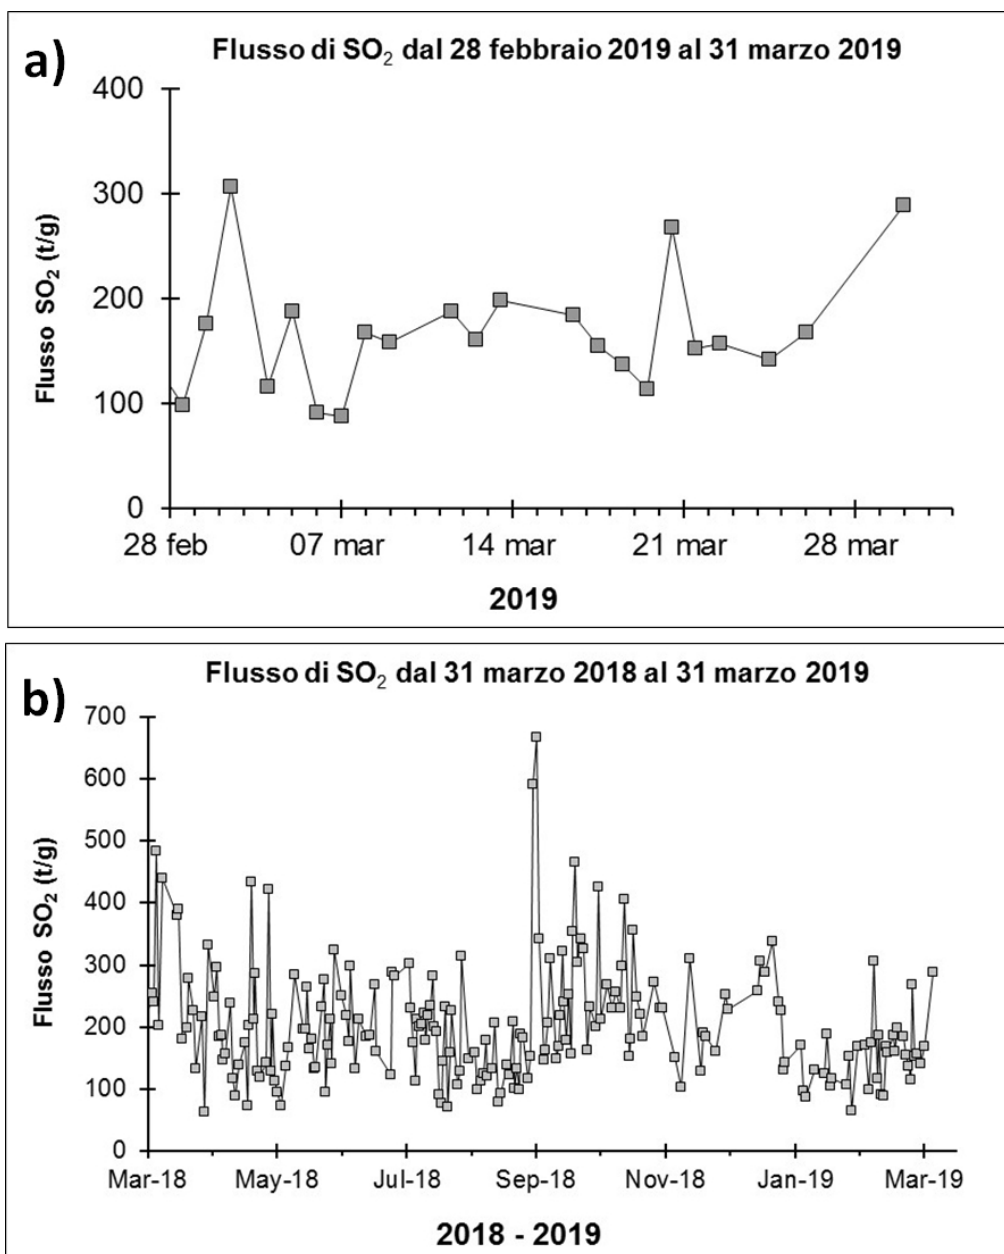 a)
Flusso di SO₂ dal 28 febbraio 2019 al 31 marzo 2019
Flusso SO₂ (t/g)
400
300
200
100
0
28 feb 07 mar 14 mar 21 mar 28 mar
2019
b)
Flusso di SO₂ dal 31 marzo 2018 al 31 marzo 2019
Flusso SO₂ (t/g)
700
600
500
400
300
200
100
0
Mar-18 May-18 Jul-18 Sep-18 Nov-18 Jan-19 Mar-19
2018 - 2019